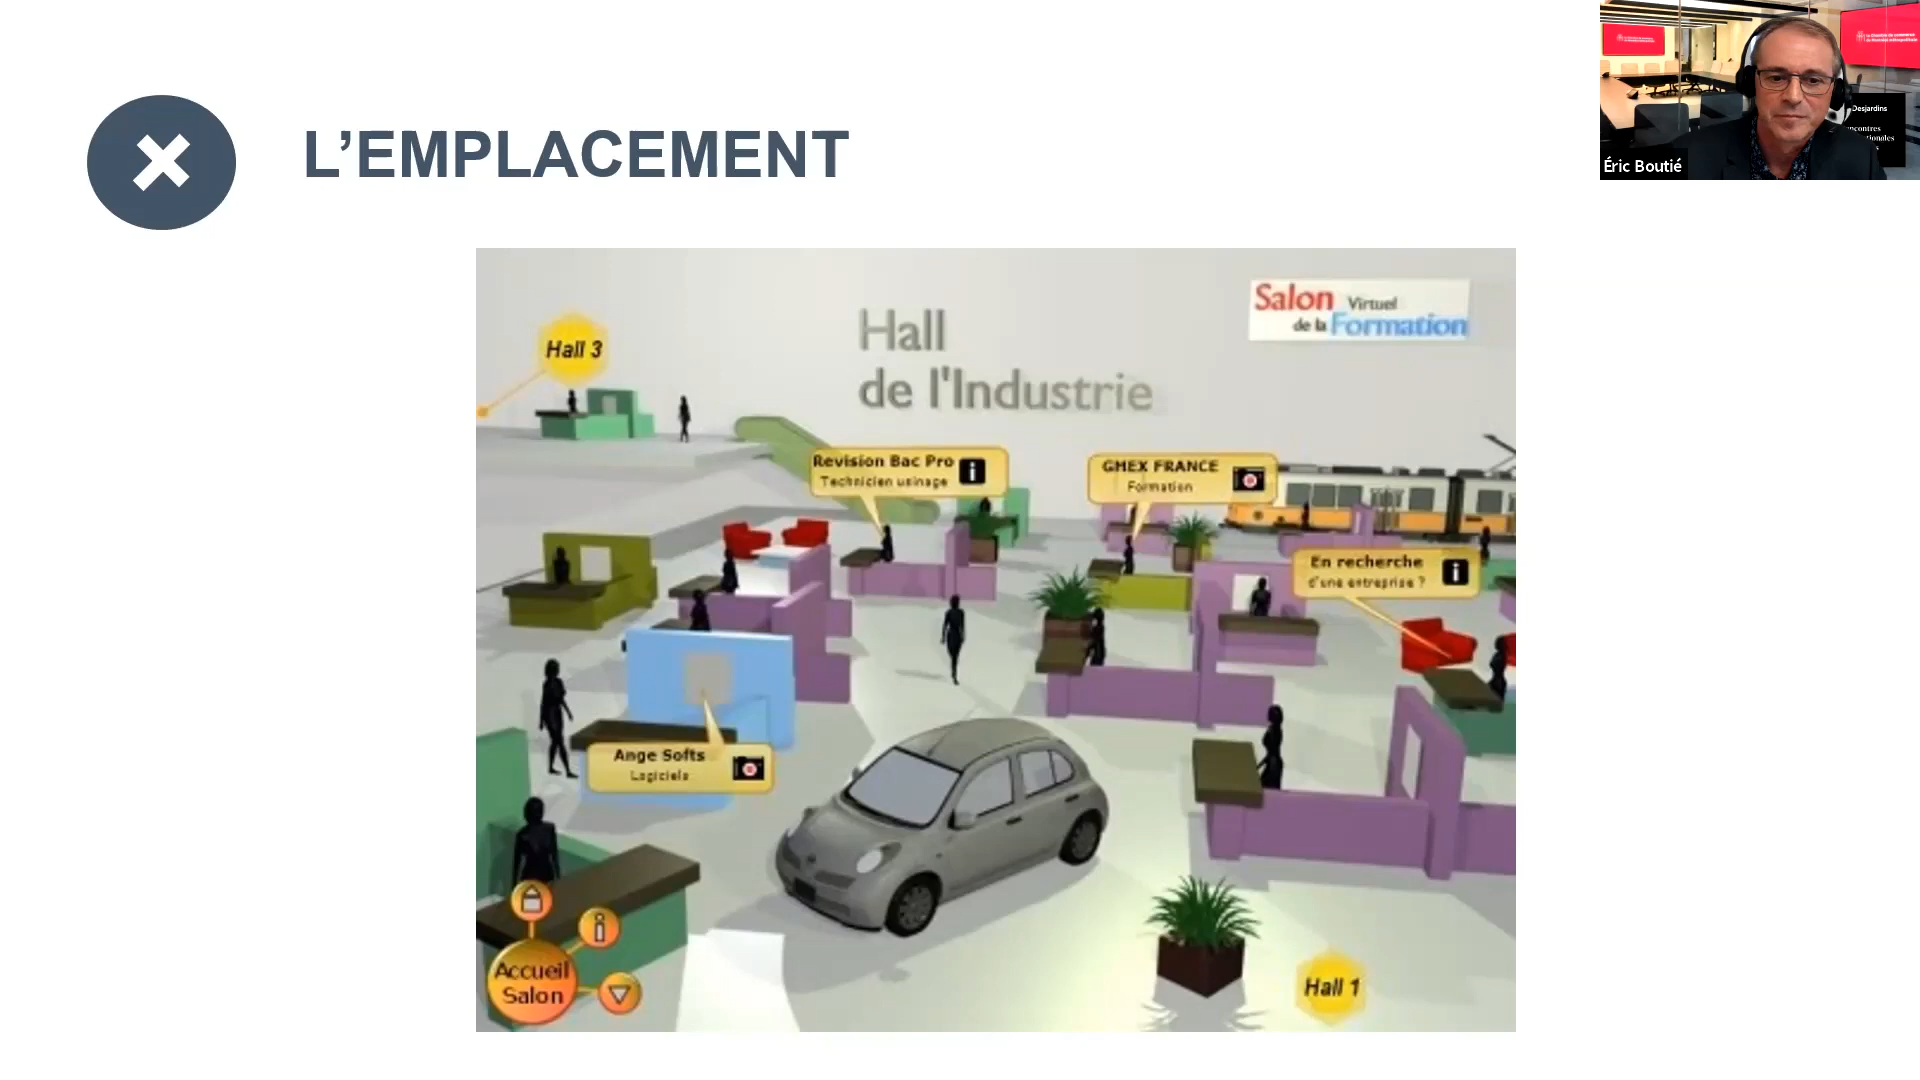 L’EMPLACEMENT
Desjardins
Éric Boutié
Salon Virtuel
de la Formation
Hall
de l'Industrie
Hall 3
Revision Bac Pro
Technicien usinage
GMEX FRANCE
Formation
En recherche
d'une entreprise ?
Ange Softs
Logiciels
Accueil
Salon
Hall 1